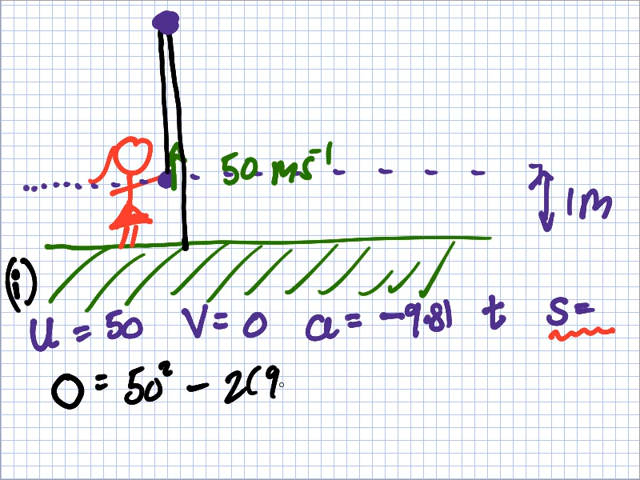 50 ms⁻¹
1M
(i)
u = 50 v = 0 a = -9.81 t s =
0 = 50² - 2(9.